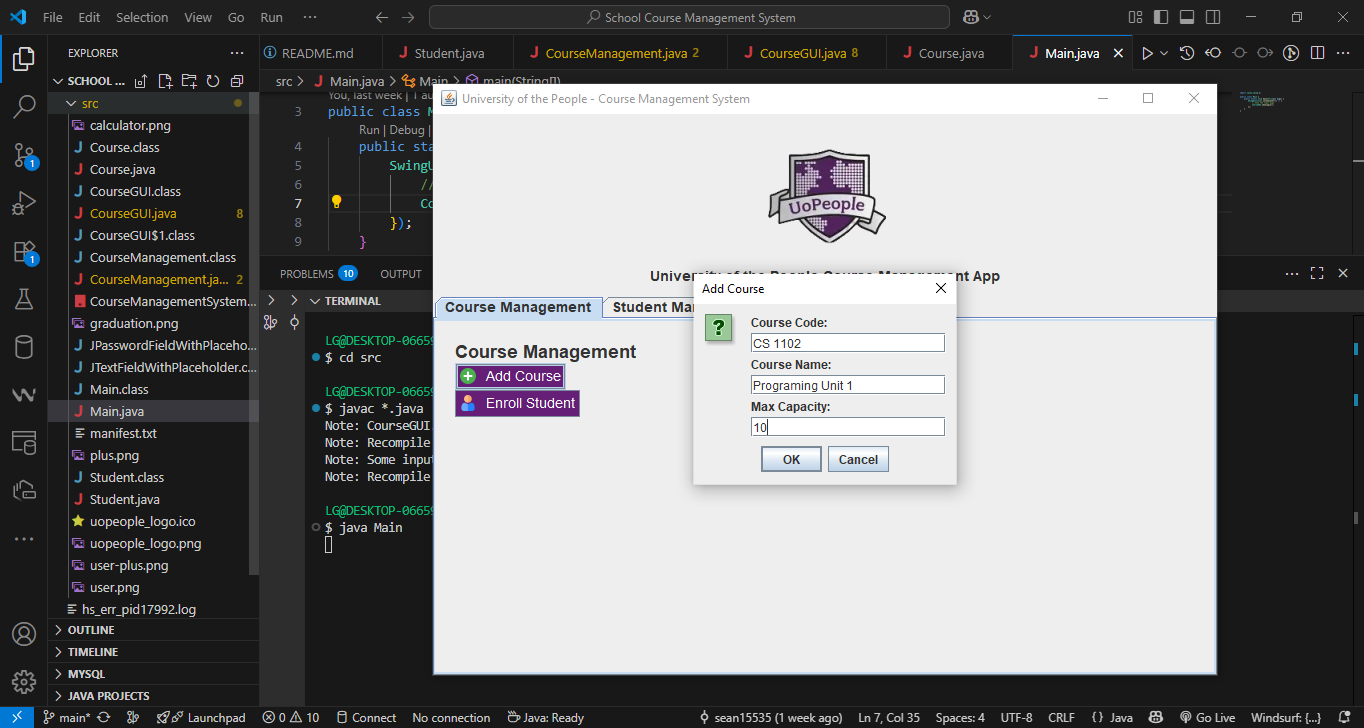 File Edit Selection View Go Run ···
School Course Management System
EXPLORER
SCHOOL ...
src
calculator.png
Course.class
Course.java
CourseGUI.class
CourseGUI.java 8
CourseGUI$1.class
CourseManagement.class
CourseManagement.ja... 2
CourseManagementSystem...
graduation.png
JPasswordFieldWithPlaceho...
JTextFieldWithPlaceholder.c...
Main.class
Main.java
manifest.txt
plus.png
Student.class
Student.java
uopeople_logo.ico
uopeople_logo.png
user-plus.png
user.png
hs_err_pid17992.log
OUTLINE
TIMELINE
MYSQL
JAVA PROJECTS
1
1
README.md
Student.java
CourseManagement.java 2
CourseGUI.java 8
Course.java
Main.java
src > Main.java > Main > main(String[])
You, last week | 1 au
3 public class M
Run | Debug |
4 public sta
5 SwingU
6 //
7 Co
8 });
9 }
PROBLEMS 10 OUTPUT
TERMINAL
LG@DESKTOP-06659
$ cd src
LG@DESKTOP-06659
$ javac *.java
Note: CourseGUI
Note: Recompile
Note: Some input
Note: Recompile
LG@DESKTOP-06659
$ java Main
University of the People - Course Management System
UoPeople
University of the People Course Management App
Course Management
Student Ma
Course Management
Add Course
Enroll Student
Add Course
?
Course Code:
CS 1102
Course Name:
Programing Unit 1
Max Capacity:
10
OK
Cancel
main* Launchpad 0 10 Connect No connection Java: Ready sean15535 (1 week ago) Ln 7, Col 35 Spaces: 4 UTF-8 CRLF {} Java Go Live Windsurf: {...}